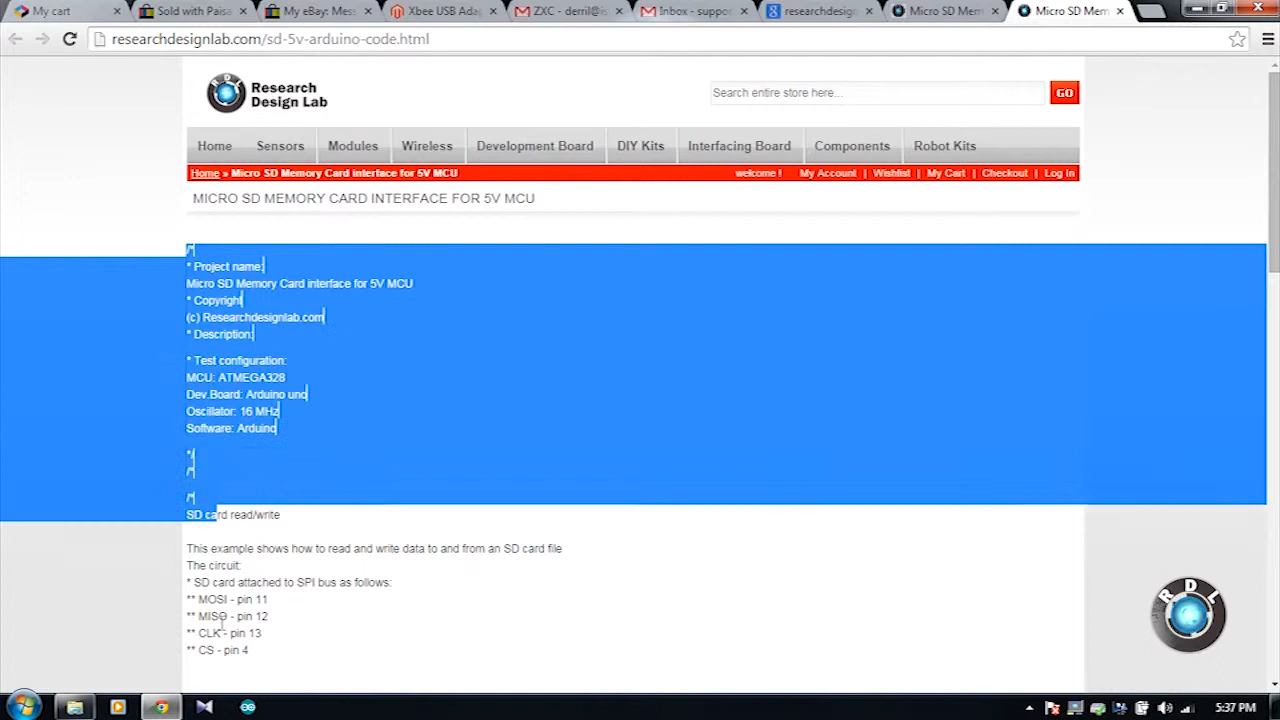 My cart
Sold with Paisa
My eBay: Mess
Xbee USB Ada
ZXC - derril@is
Inbox - suppo
researchdesign
Micro SD Mem
Micro SD Mem
researchdesignlab.com/sd-5v-arduino-code.html
RDL Research
Design Lab
Search entire store here...
GO
Home Sensors Modules Wireless Development Board DIY Kits Interfacing Board Components Robot Kits
Home » Micro SD Memory Card interface for 5V MCU
welcome ! My Account | Wishlist | My Cart | Checkout | Log In
MICRO SD MEMORY CARD INTERFACE FOR 5V MCU
/*
* Project name:
Micro SD Memory Card interface for 5V MCU
* Copyright
(c) Researchdesignlab.com
* Description:
* Test configuration:
MCU: ATMEGA328
Dev.Board: Arduino uno
Oscillator: 16 MHz
Software: Arduino
*/
/*
/*
SD card read/write
This example shows how to read and write data to and from an SD card file
The circuit:
* SD card attached to SPI bus as follows:
** MOSI - pin 11
** MISO - pin 12
** CLK - pin 13
** CS - pin 4
RDL
5:37 PM